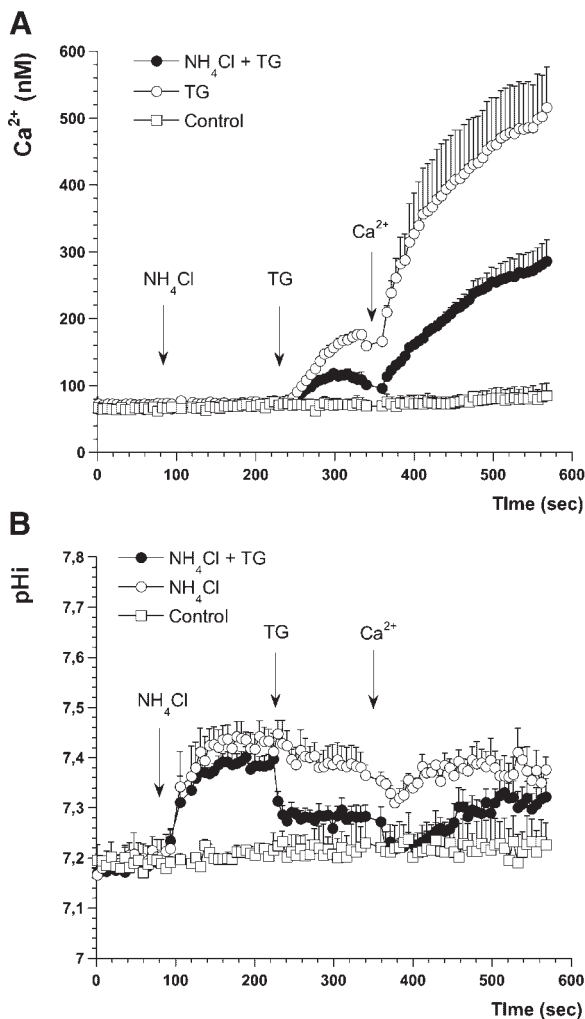 A
Ca²⁺ (nM)
600
500
400
300
200
100
0
NH₄Cl + TG
TG
Control
NH₄Cl
TG
Ca²⁺
0
100
200
300
400
500
600
TIme (sec)
B
pHi
7,8
7,7
7,6
7,5
7,4
7,3
7,2
7,1
7
NH₄Cl + TG
NH₄Cl
Control
NH₄Cl
TG
Ca²⁺
0
100
200
300
400
500
600
TIme (sec)